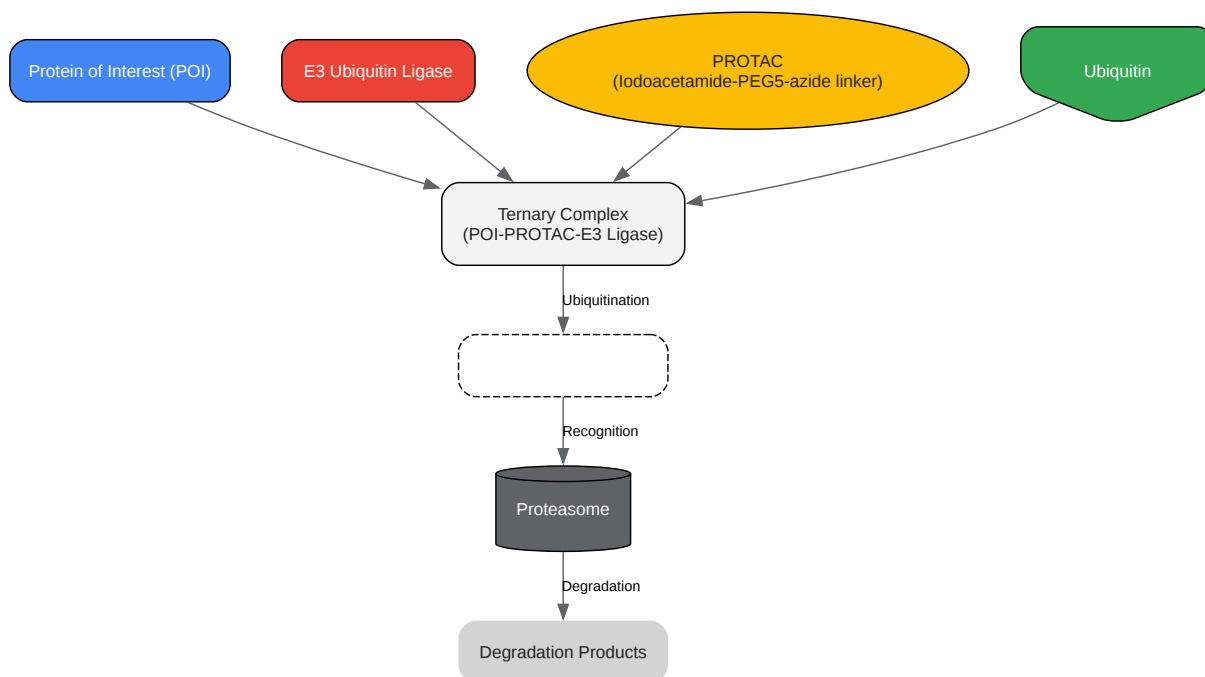 Protein of Interest (POI)
E3 Ubiquitin Ligase
PROTAC
(Iodoacetamide-PEG5-azide linker)
Ubiquitin
Ternary Complex
(POI-PROTAC-E3 Ligase)
Ubiquitination
Recognition
Proteasome
Degradation
Degradation Products